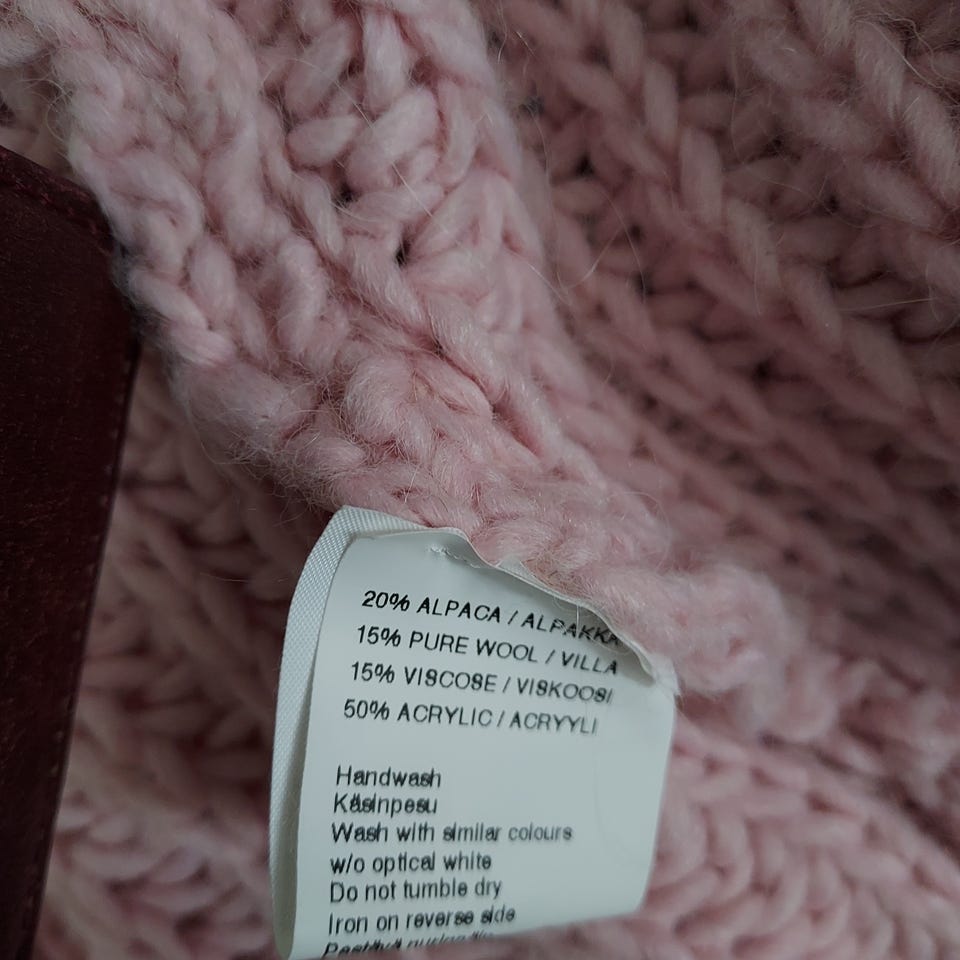 20% ALPACA / ALPAKKA
15% PURE WOOL / VILLA
15% VISCOSE / VISKOOSI
50% ACRYLIC / ACRYYLI
Handwash
Käsinpesu
Wash with similar colours
w/o optical white
Do not tumble dry
Iron on reverse side